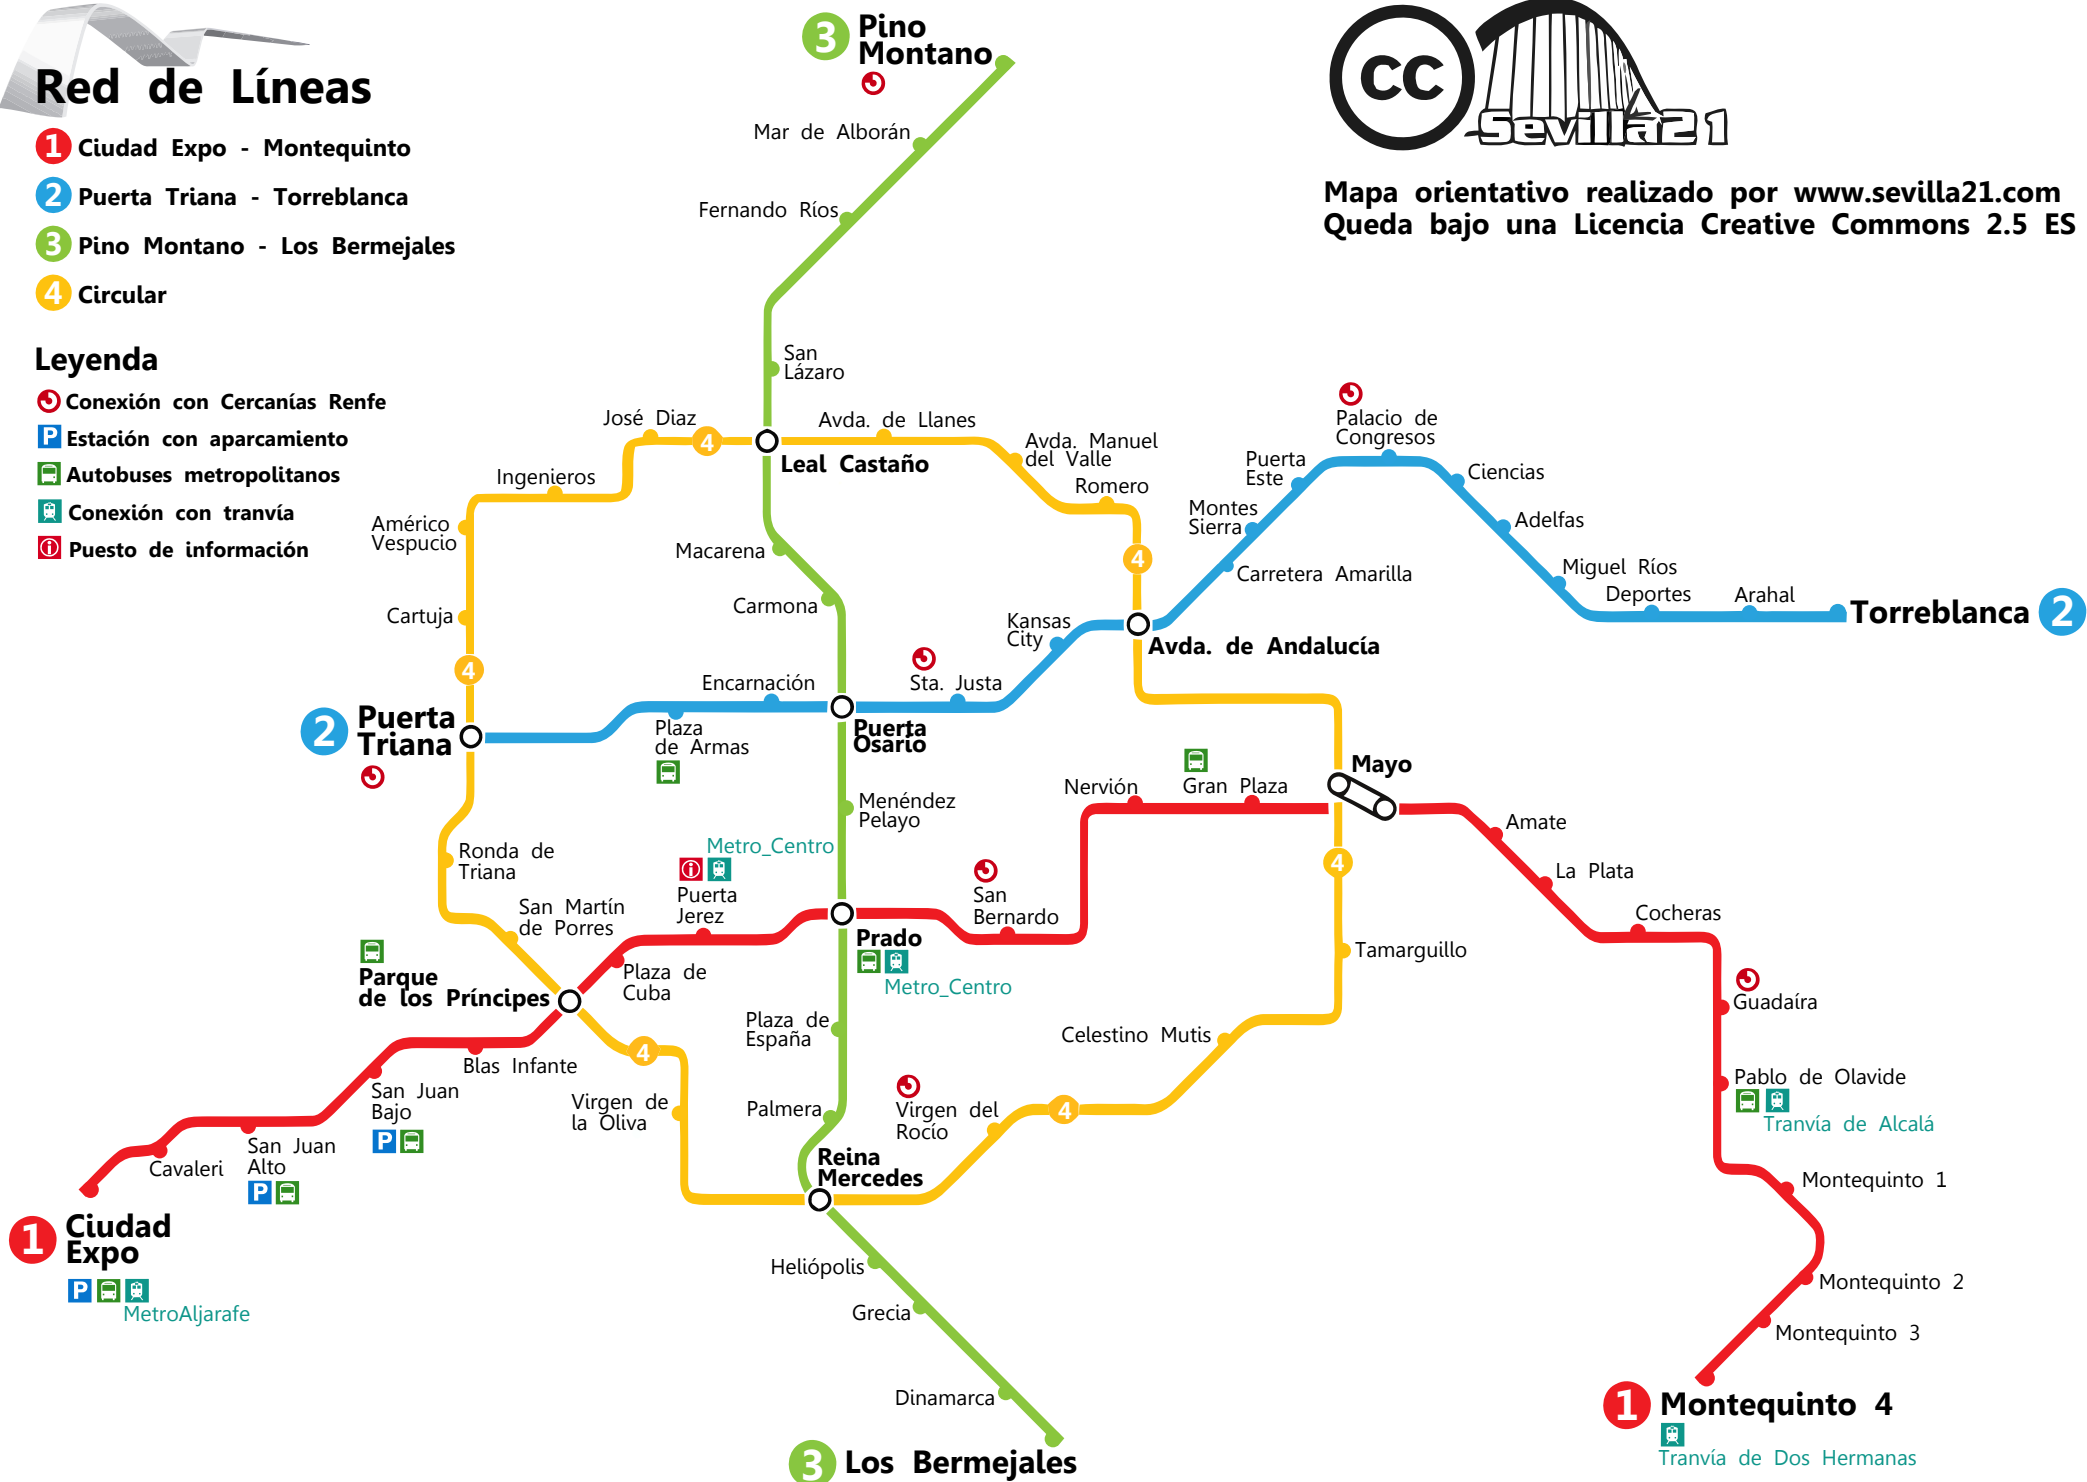 Red de Líneas
1 Ciudad Expo - Montequinto
2 Puerta Triana - Torreblanca
3 Pino Montano - Los Bermejales
4 Circular
Leyenda
Conexión con Cercanías Renfe
P Estación con aparcamiento
Autobuses metropolitanos
Conexión con tranvía
Puesto de información
cc
Sevilla21
Mapa orientativo realizado por www.sevilla21.com
Queda bajo una Licencia Creative Commons 2.5 ES
3 Pino
Montano
Mar de Alborán
Fernando Ríos
San
Lázaro
José Diaz
4
Avda. de Llanes
Leal Castaño
Avda. Manuel
del Valle
Romero
Ingenieros
Américo
Vespucio
Cartuja
4
Macarena
Carmona
4
Palacio de
Congresos
Puerta
Este
Ciencias
Montes
Sierra
Adelfas
Carretera Amarilla
Miguel Ríos
Deportes
Arahal
Torreblanca 2
Kansas
City
Avda. de Andalucía
Encarnación
Sta. Justa
2 Puerta
Triana
Plaza
de Armas
Puerta
Osario
Mayo
Nervión
Gran Plaza
Menéndez
Pelayo
Amate
Ronda de
Triana
Metro_Centro
Puerta
Jerez
San
Bernardo
4
La Plata
Cocheras
San Martín
de Porres
Prado
Metro_Centro
Tamarguillo
Parque
de los Príncipes
Plaza de
Cuba
Guadaíra
Plaza de
España
Celestino Mutis
4
Blas Infante
Pablo de Olavide
Tranvía de Alcalá
San Juan
Bajo
P
Virgen de
la Oliva
Palmera
Virgen del
Rocío
4
San Juan
Alto
P
Cavaleri
Reina
Mercedes
Montequinto 1
1 Ciudad
Expo
P
MetroAljarafe
Heliópolis
Montequinto 2
Grecia
Montequinto 3
Dinamarca
1 Montequinto 4
Tranvía de Dos Hermanas
3 Los Bermejales